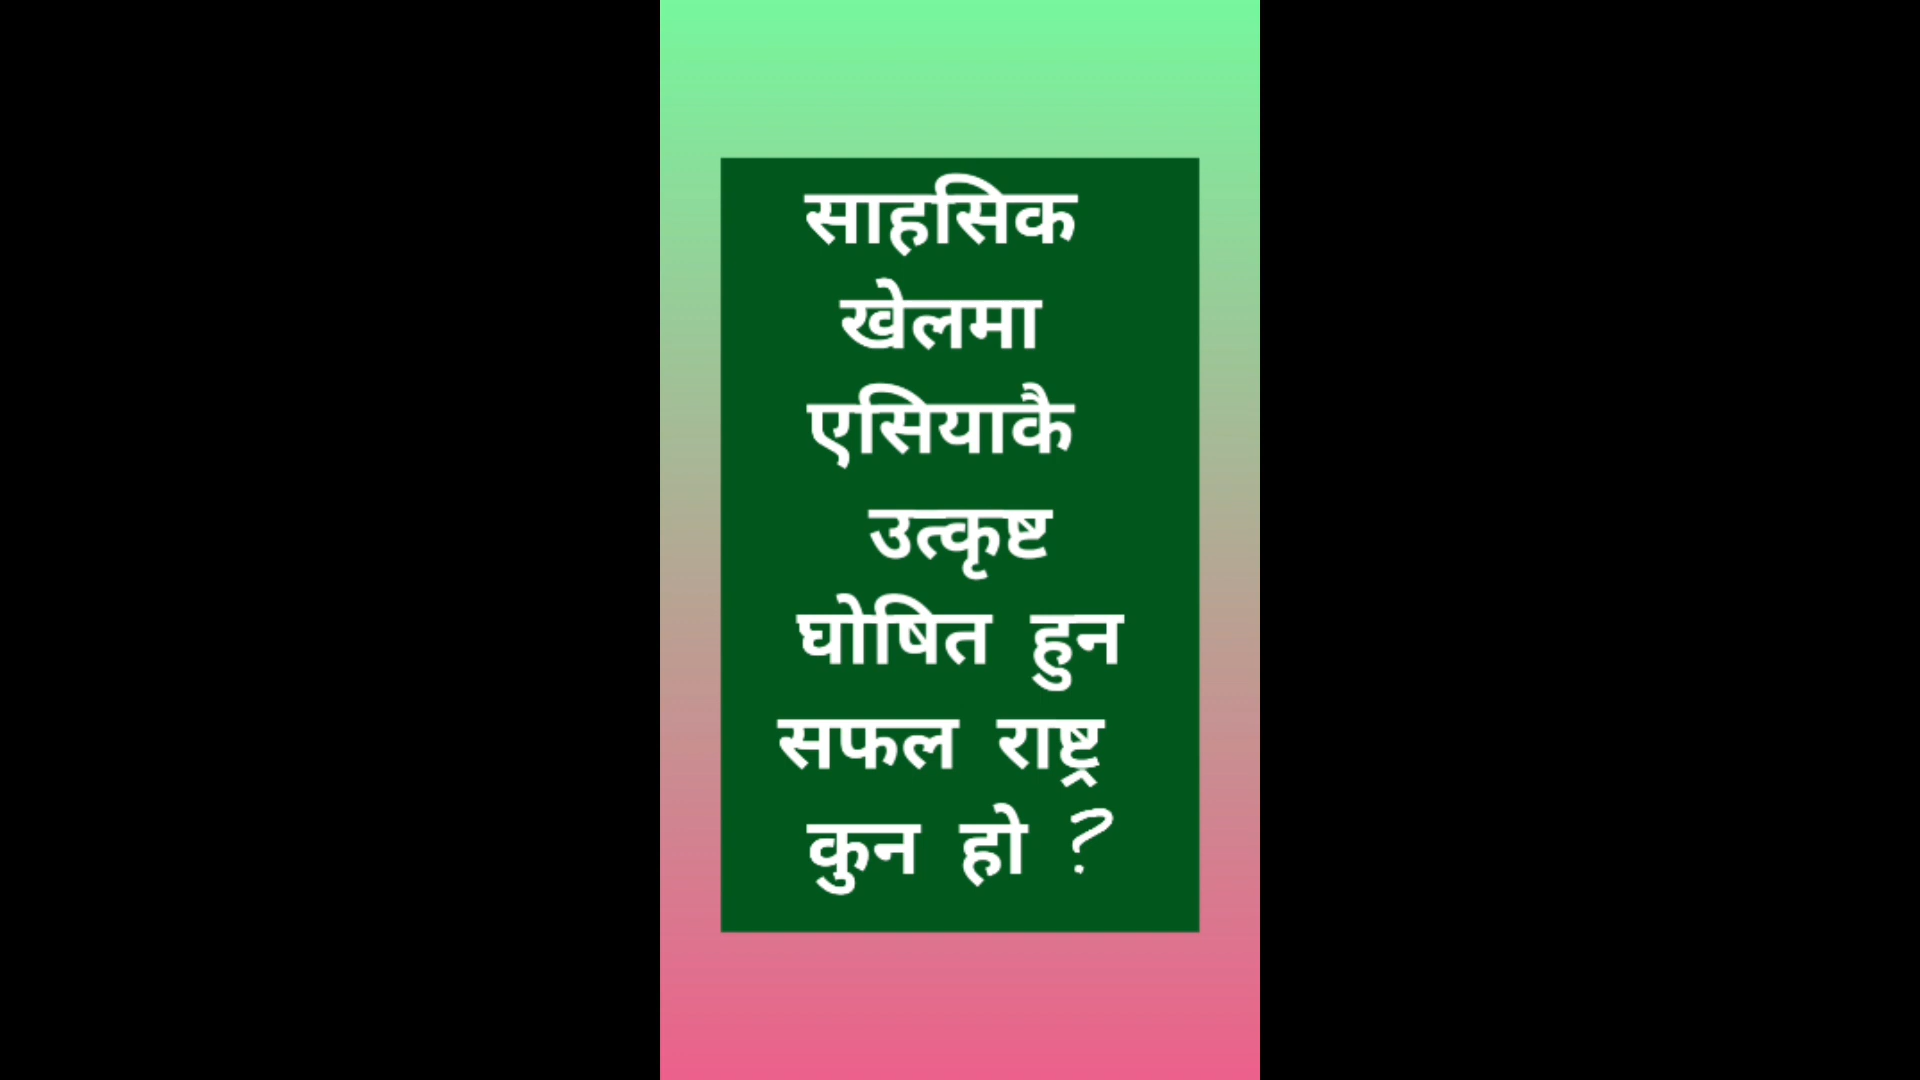 साहसिक
खेलमा
एसियाकै
उत्कृष्ट
घोषित हुन
सफल राष्ट्र
कुन हो ?